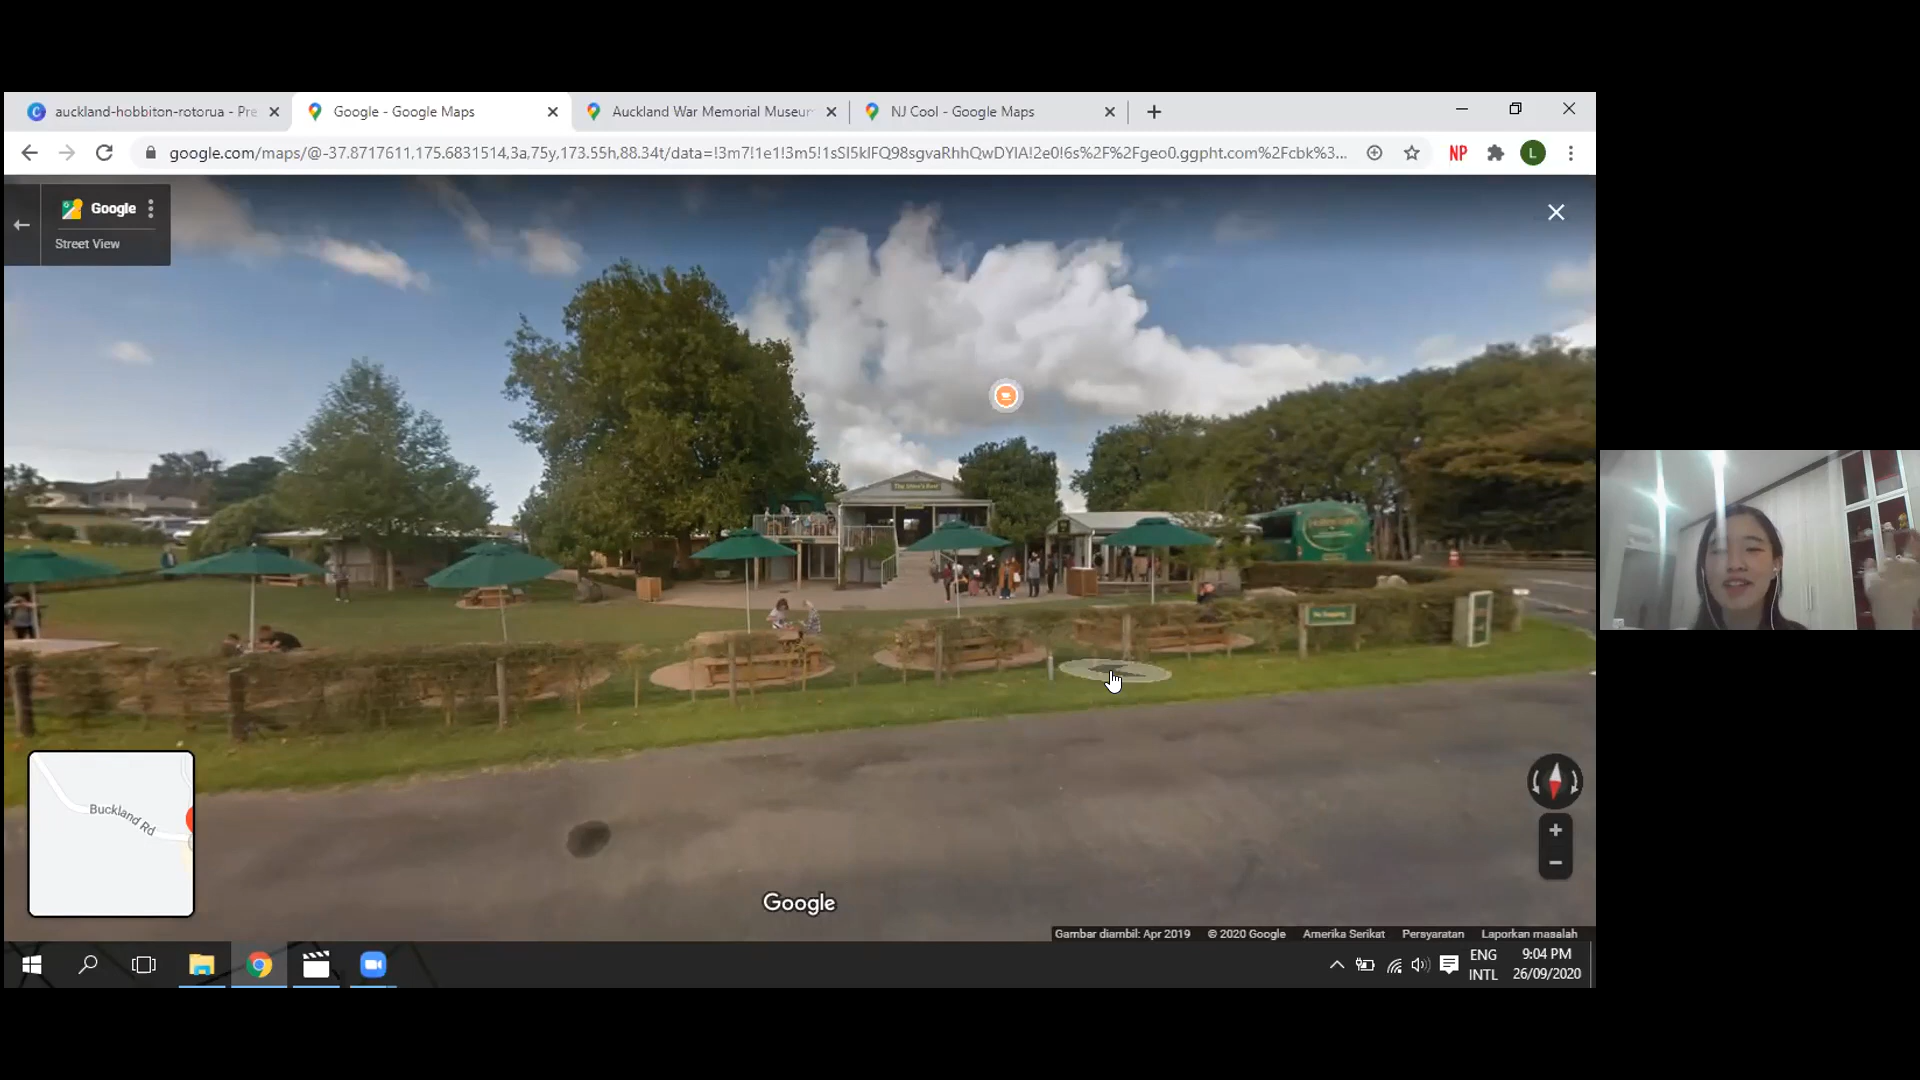 auckland-hobbiton-rotorua - Pre
Google - Google Maps
Auckland War Memorial Museum
NJ Cool - Google Maps
google.com/maps/@-37.8717611,175.6831514,3a,75y,173.55h,88.34t/data=!3m7!1e1!3m5!1sSI5kIFQ98sgvaRhhQwDYIA!2e0!6s%2F%2Fgeo0.ggpht.com%2Fcbk%3...
NP
L
Google
Street View
The Shire's Rest
Buckland Rd
Google
Gambar diambil: Apr 2019 © 2020 Google Amerika Serikat Persyaratan Laporkan masalah
ENG
INTL
9:04 PM
26/09/2020